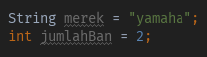 String merek = "yamaha";
int jumlahBan = 2;